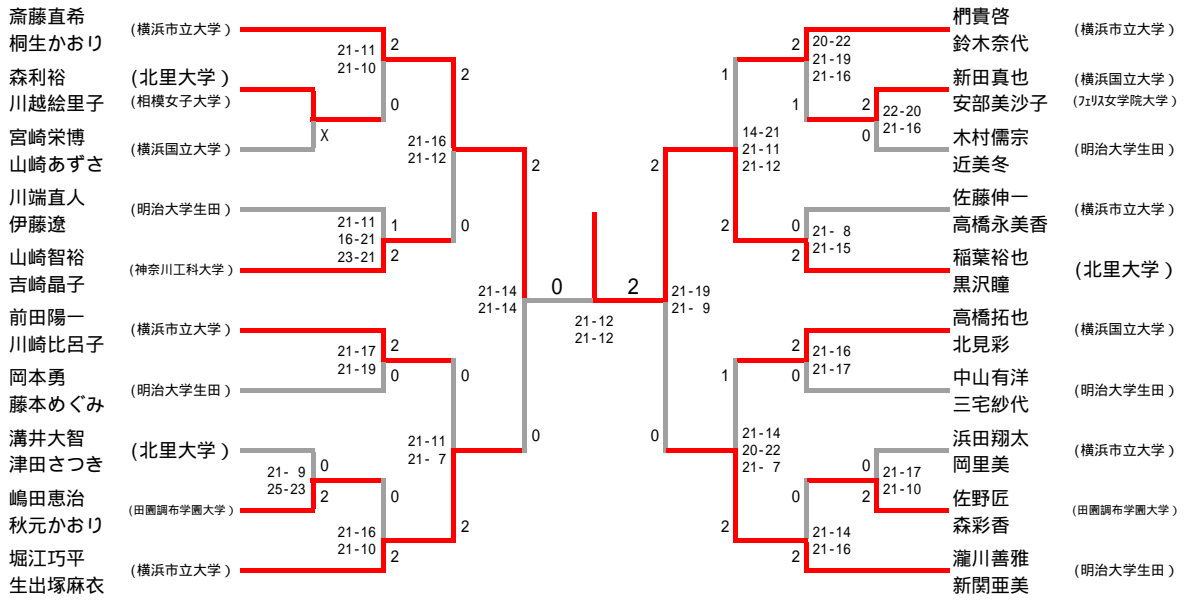 斎藤直希
桐生かおり
(横浜市立大学)
森利裕
(北里大学)
川越絵里子
(相模女子大学)
宮崎栄博
山崎あずさ
(横浜国立大学)
川端直人
伊藤遼
(明治大学生田)
山崎智裕
吉崎晶子
(神奈川工科大学)
前田陽一
川崎比呂子
(横浜市立大学)
岡本勇
藤本めぐみ
(明治大学生田)
溝井大智
津田さつき
(北里大学)
嶋田恵治
秋元かおり
(田園調布学園大学)
堀江巧平
生出塚麻衣
(横浜市立大学)
X
21-11
21-10
2
0
21-11
16-21
23-21
1
2
21-17
21-19
2
0
21- 9
25-23
0
2
21-16
21-10
0
2
21-16
21-12
2
0
21-11
21- 7
0
2
21-14
21-14
2
0
0
2
21-12
21-12
21-19
21- 9
2
0
14-21
21-11
21-12
1
2
21-14
20-22
21- 7
1
2
20-22
21-19
21-16
2
1
22-20
21-16
2
0
21- 8
21-15
0
2
21-16
21-17
2
0
21-17
21-10
0
2
21-14
21-16
0
2
椚貴啓
鈴木奈代
(横浜市立大学)
新田真也
(横浜国立大学)
安部美沙子
(フェリス女学院大学)
木村儒宗
近美冬
(明治大学生田)
佐藤伸一
高橋永美香
(横浜市立大学)
稲葉裕也
黒沢瞳
(北里大学)
高橋拓也
北見彩
(横浜国立大学)
中山有洋
三宅紗代
(明治大学生田)
浜田翔太
岡里美
(横浜市立大学)
佐野匠
森彩香
(田園調布学園大学)
瀧川善雅
新関亜美
(明治大学生田)